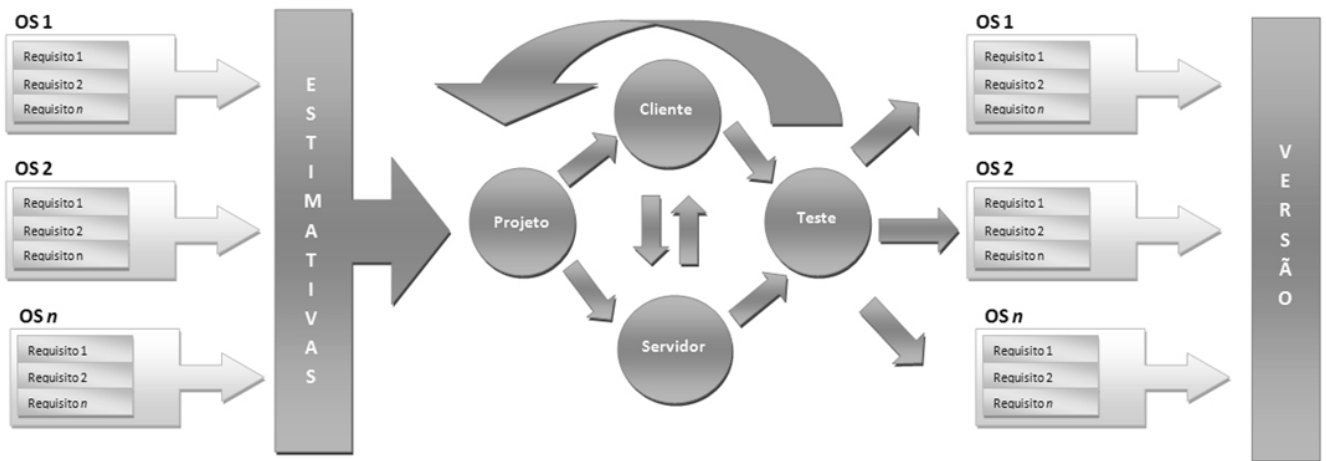 OS 1
Requisito 1
Requisito 2
Requisito n
OS 2
Requisito 1
Requisito 2
Requisito n
OS n
Requisito 1
Requisito 2
Requisito n
ESTIMATIVAS
Cliente
Projeto
Teste
Servidor
OS 1
Requisito 1
Requisito 2
Requisito n
OS 2
Requisito 1
Requisito 2
Requisito n
OS n
Requisito 1
Requisito 2
Requisito n
VERSÃO